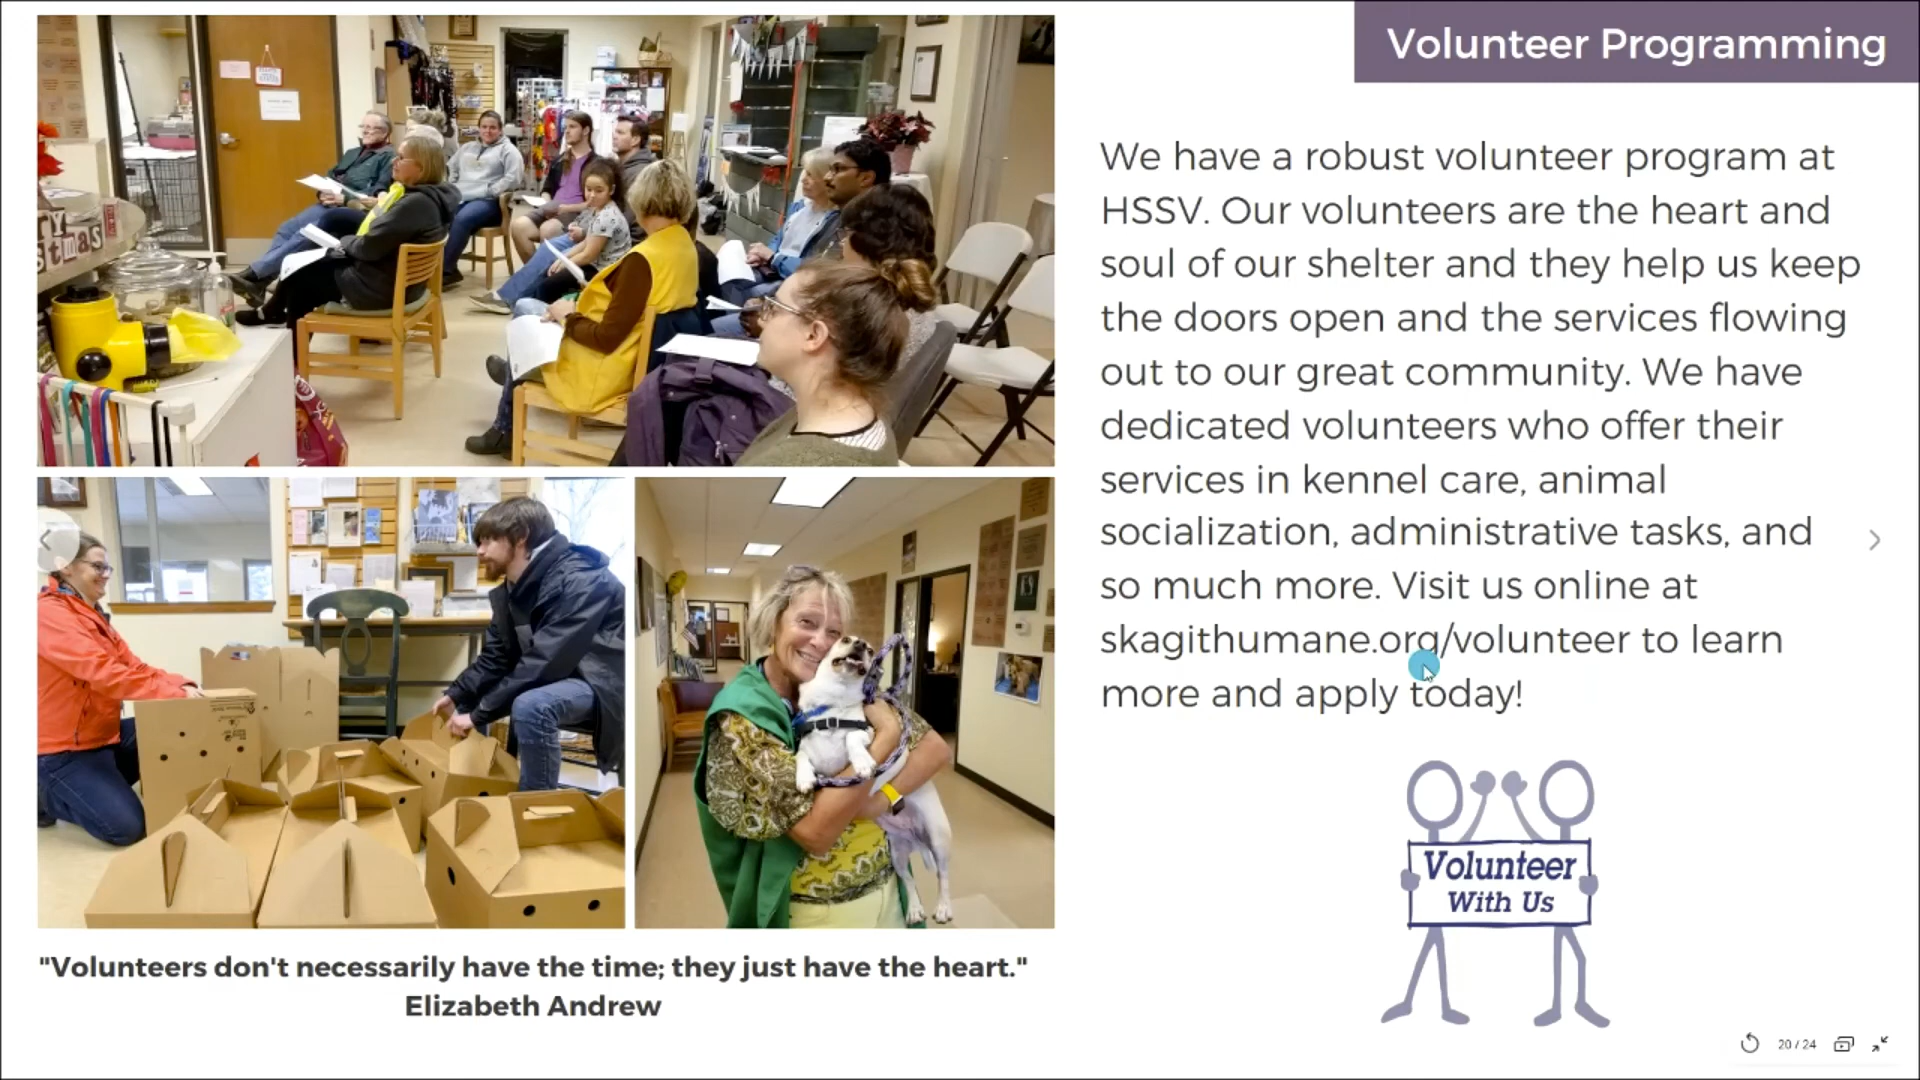 Volunteer Programming
We have a robust volunteer program at
HSSV. Our volunteers are the heart and
soul of our shelter and they help us keep
the doors open and the services flowing
out to our great community. We have
dedicated volunteers who offer their
services in kennel care, animal
socialization, administrative tasks, and
so much more. Visit us online at
skagithumane.org/volunteer to learn
more and apply today!
Volunteer
With Us
"Volunteers don't necessarily have the time; they just have the heart."
Elizabeth Andrew
20 / 24